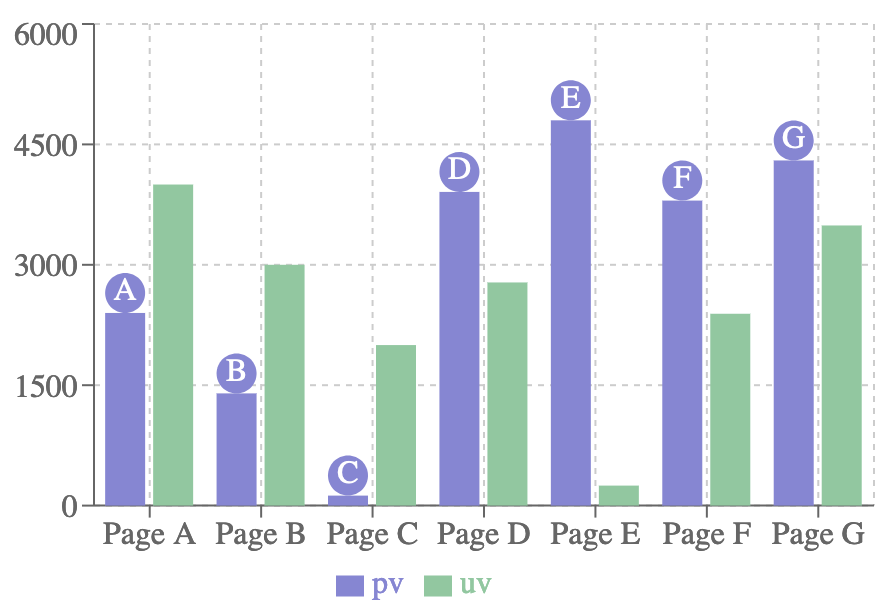 6000
4500
3000
1500
0
A
B
C
D
E
F
G
Page A
Page B
Page C
Page D
Page E
Page F
Page G
pv
uv